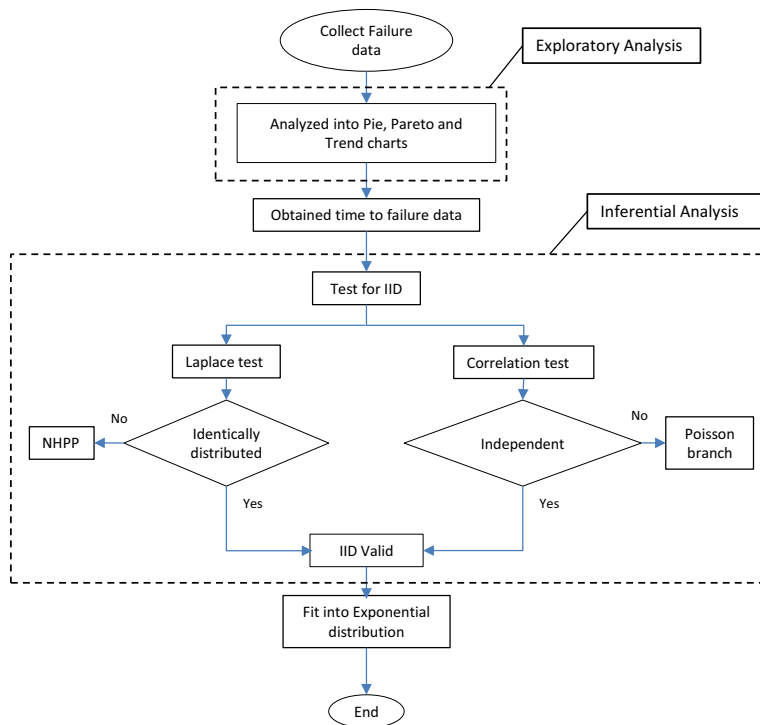 Collect Failure
data
Exploratory Analysis
Analyzed into Pie, Pareto and
Trend charts
Obtained time to failure data
Inferential Analysis
Test for IID
Laplace test
Correlation test
No
NHPP
Identically
distributed
Independent
No
Poisson
branch
Yes
Yes
IID Valid
Fit into Exponential
distribution
End